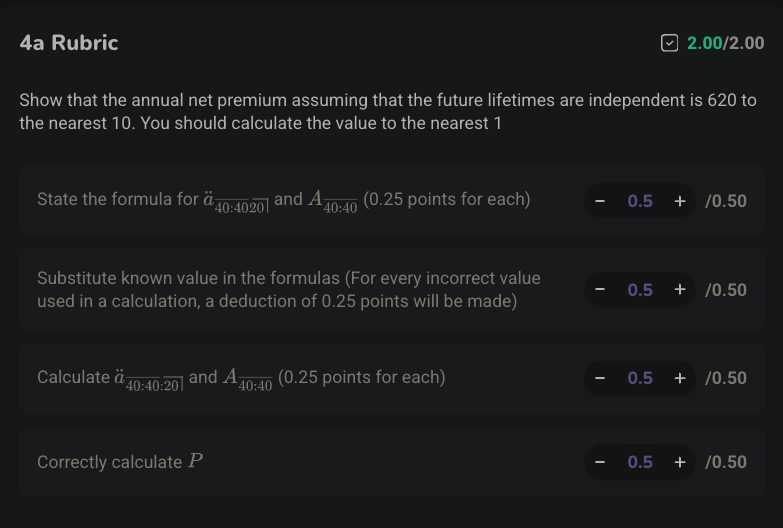 4a Rubric 2.00/2.00
Show that the annual net premium assuming that the future lifetimes are independent is 620 to
the nearest 10. You should calculate the value to the nearest 1
State the formula for $\ddot{a}_{\overline{40:40}\overline{20|}}$ and $A_{\overline{40:40}}$ (0.25 points for each) − 0.5 + /0.50
Substitute known value in the formulas (For every incorrect value
used in a calculation, a deduction of 0.25 points will be made) − 0.5 + /0.50
Calculate $\ddot{a}_{\overline{40:40}:\overline{20|}}$ and $A_{\overline{40:40}}$ (0.25 points for each) − 0.5 + /0.50
Correctly calculate $P$ − 0.5 + /0.50